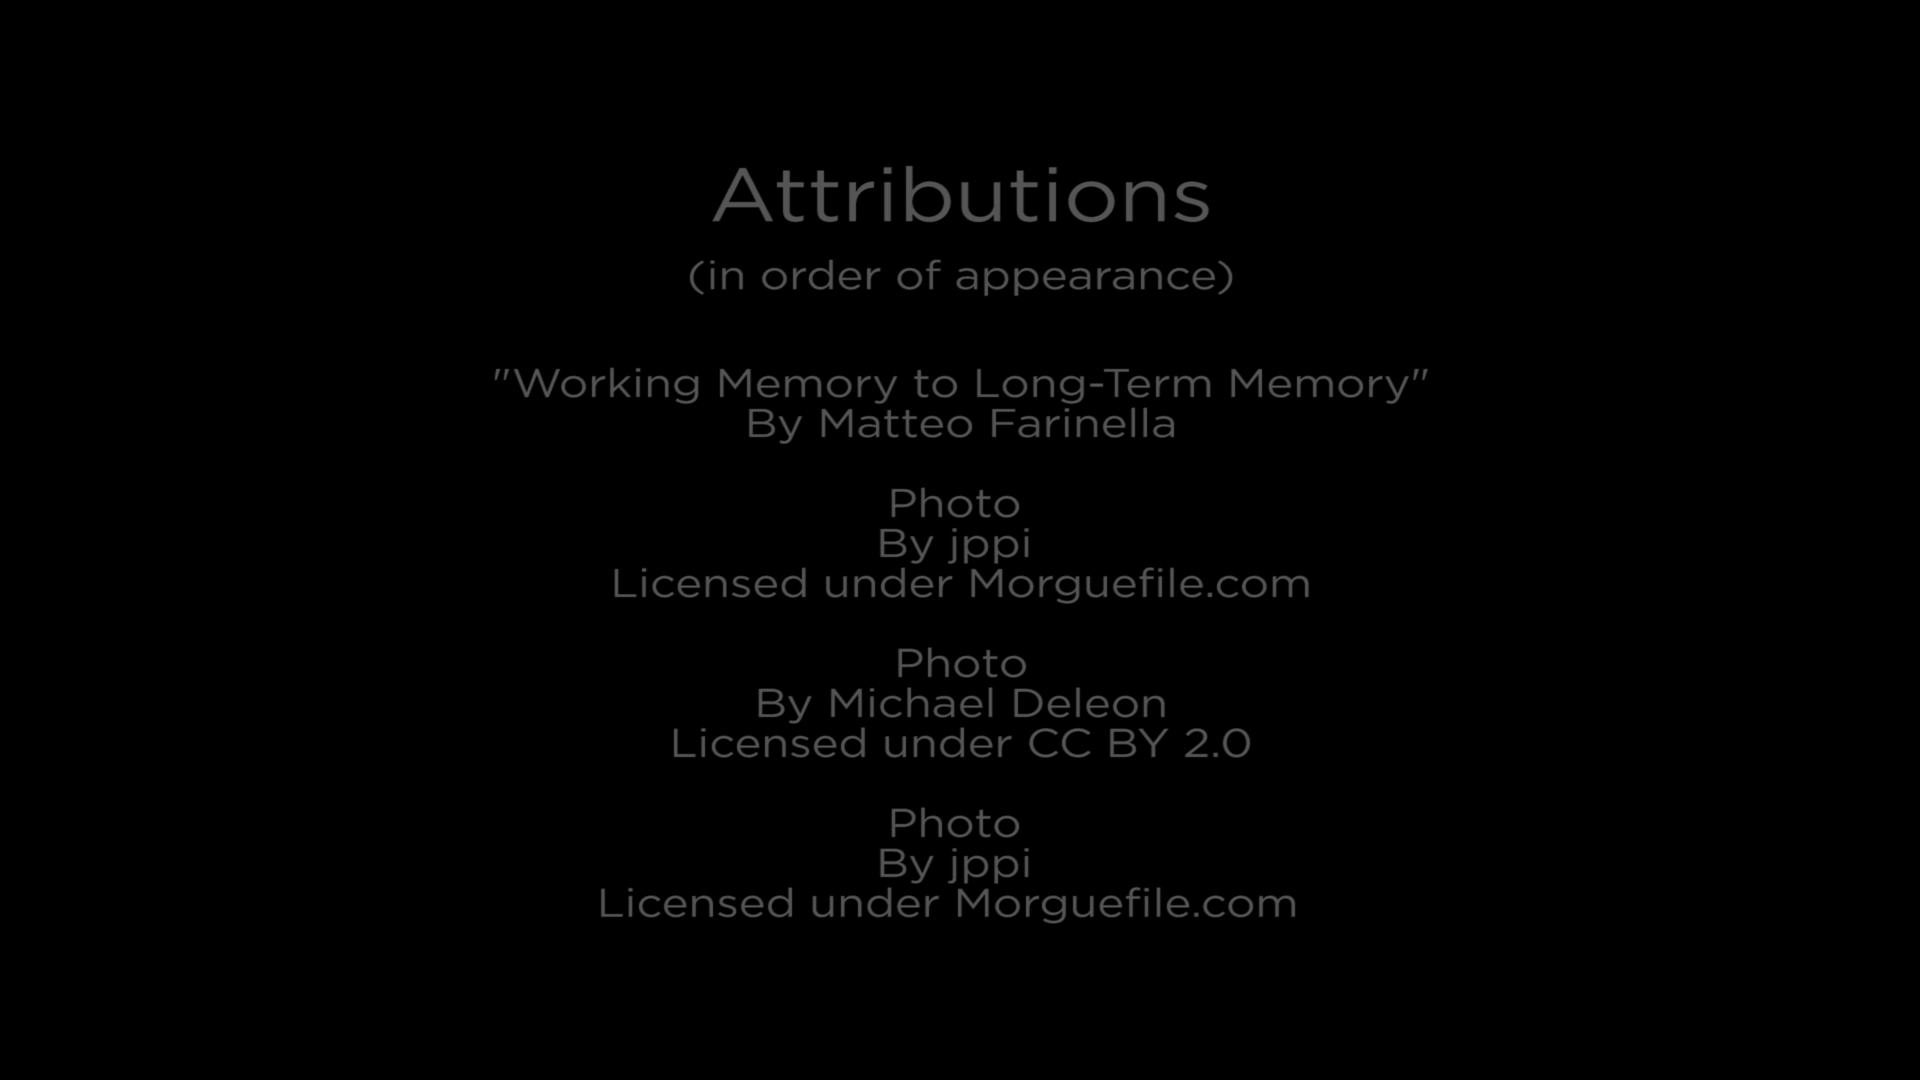 Attributions
(in order of appearance)
"Working Memory to Long-Term Memory"
By Matteo Farinella
Photo
By jppi
Licensed under Morguefile.com
Photo
By Michael Deleon
Licensed under CC BY 2.0
Photo
By jppi
Licensed under Morguefile.com